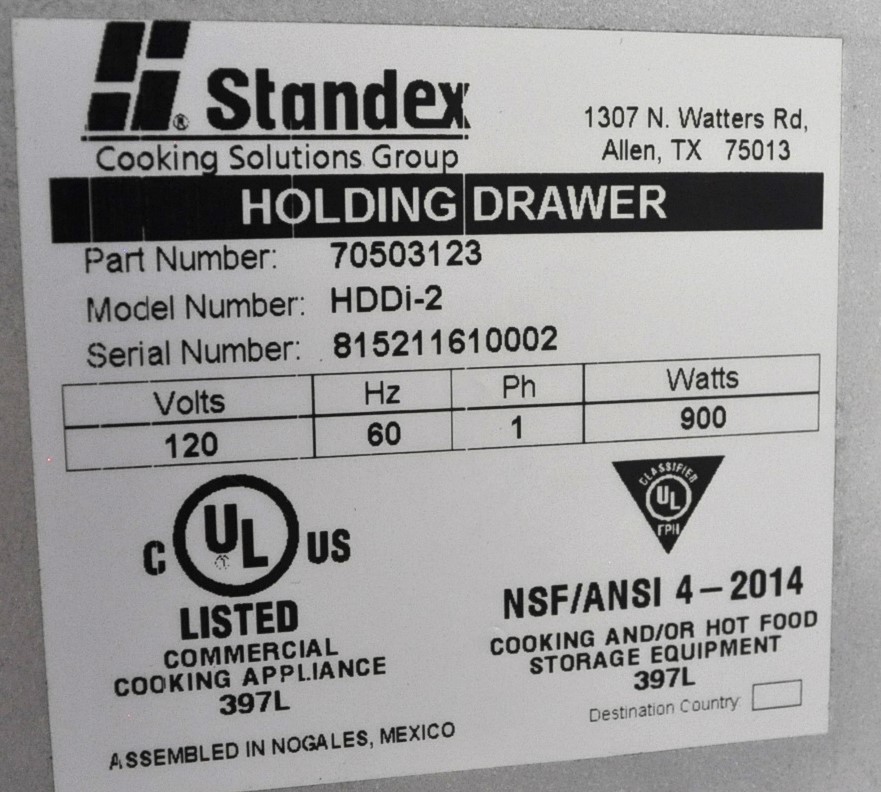 Standex
Cooking Solutions Group
1307 N. Watters Rd,
Allen, TX 75013
HOLDING DRAWER
Part Number: 70503123
Model Number: HDDi-2
Serial Number: 815211610002
Volts Hz Ph Watts
120 60 1 900
C UL US
LISTED
COMMERCIAL
COOKING APPLIANCE
397L
ASSEMBLED IN NOGALES, MEXICO
CLASSIFIED
UL
EPH
NSF/ANSI 4 – 2014
COOKING AND/OR HOT FOOD
STORAGE EQUIPMENT
397L
Destination Country